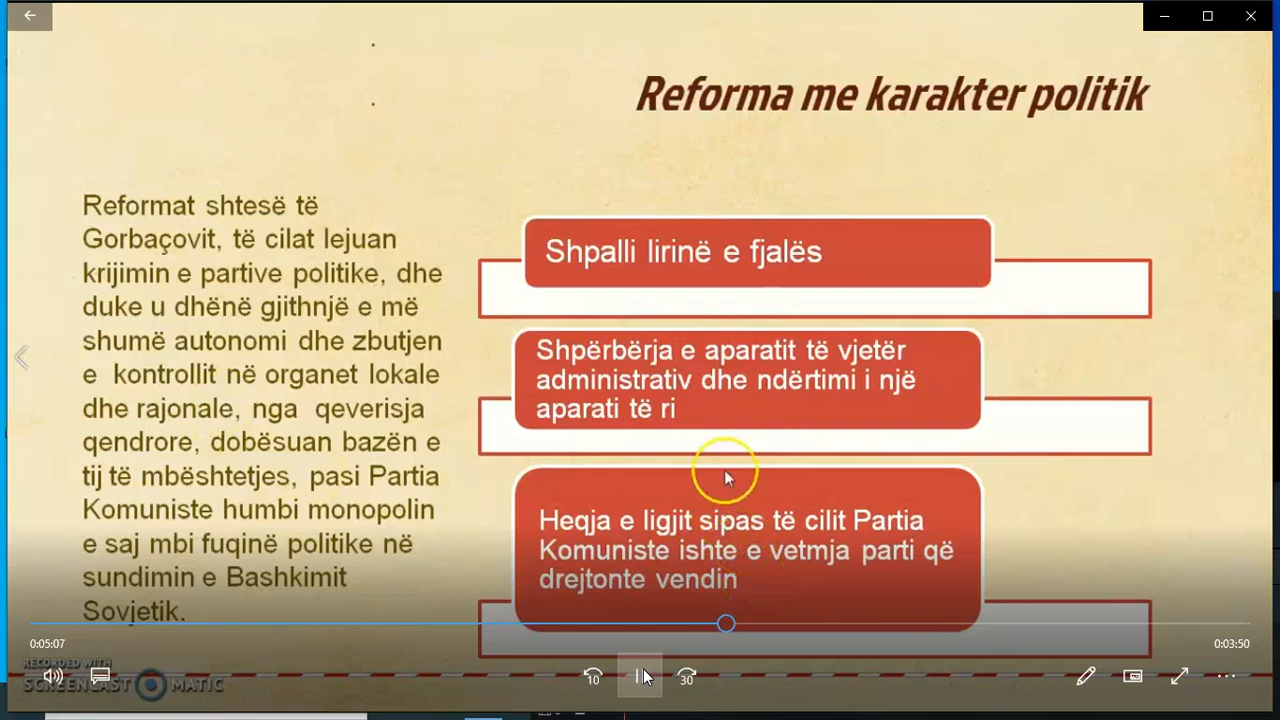 Reforma me karakter politik
Reformat shtesë të
Gorbaçovit, të cilat lejuan
krijimin e partive politike, dhe
duke u dhënë gjithnjë e më
shumë autonomi dhe zbutjen
e kontrollit në organet lokale
dhe rajonale, nga qeverisja
qendrore, dobësuan bazën e
tij të mbështetjes, pasi Partia
Komuniste humbi monopolin
e saj mbi fuqinë politike në
sundimin e Bashkimit
Sovjetik.
Shpalli lirinë e fjalës
Shpërbërja e aparatit të vjetër
administrativ dhe ndërtimi i një
aparati të ri
Heqja e ligjit sipas të cilit Partia
Komuniste ishte e vetmja parti që
drejtonte vendin
0:05:07
0:03:50
RECORDED WITH
SCREENCAST MATIC
10
30